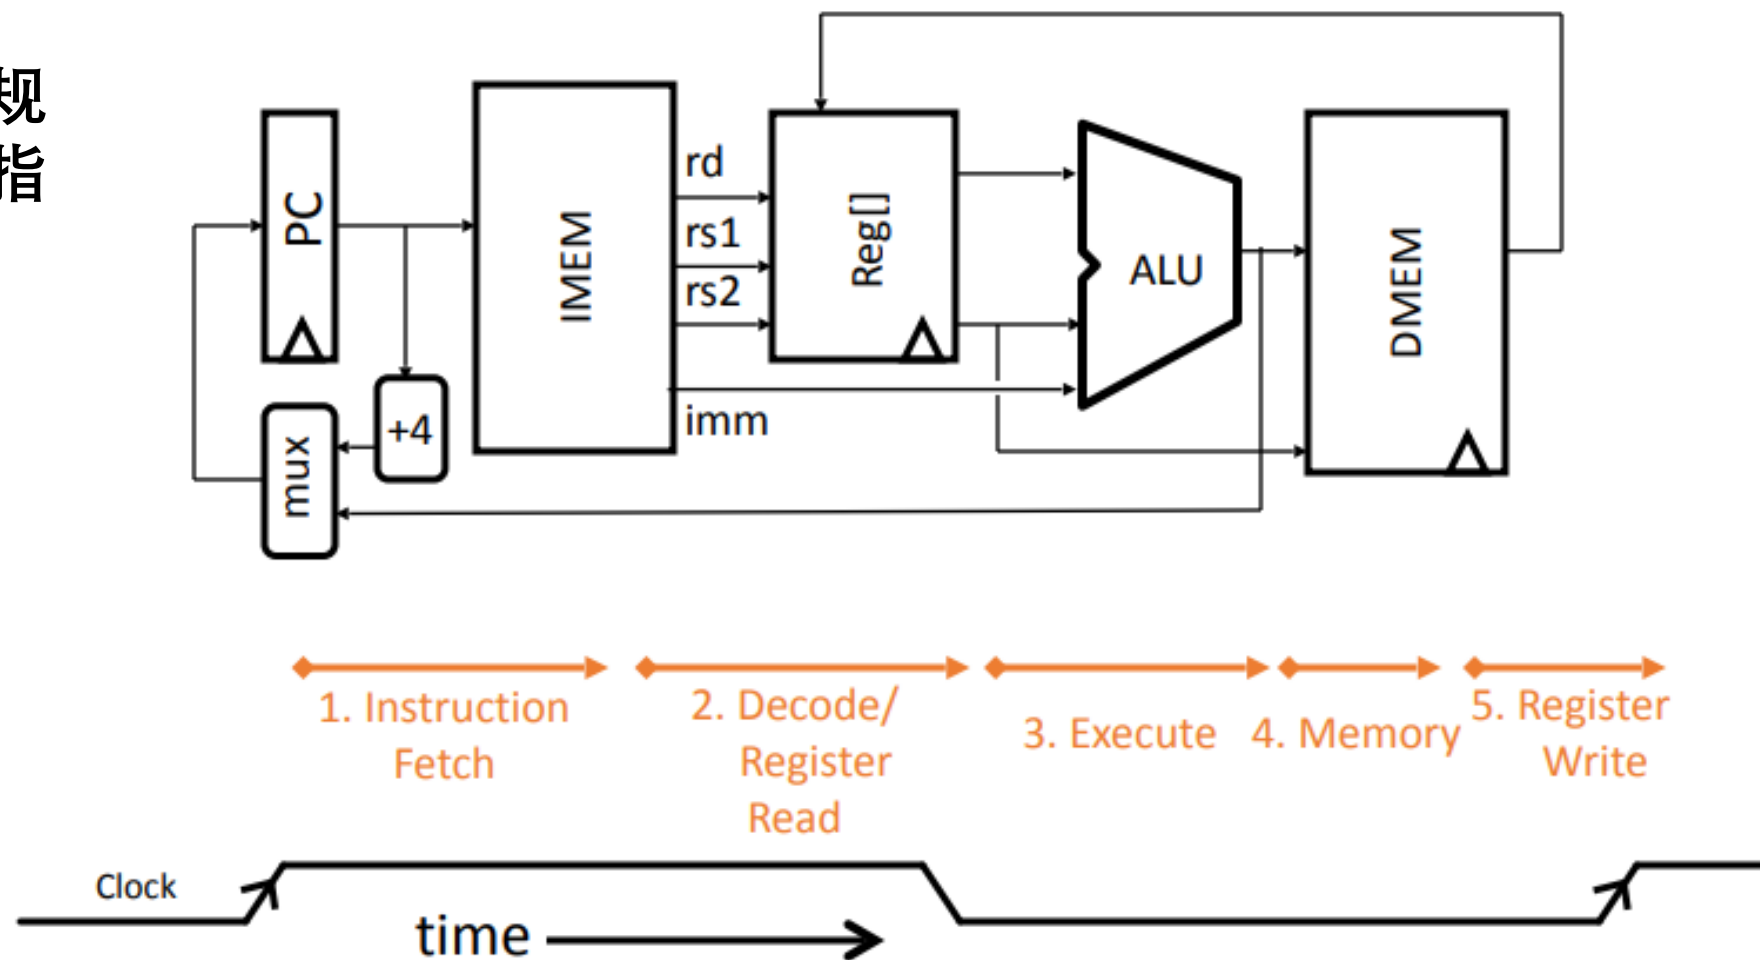 规
指
PC
IMEM
rd
rs1
rs2
imm
Reg[]
ALU
DMEM
+4
mux
1. Instruction
Fetch
2. Decode/
Register
Read
3. Execute
4. Memory
5. Register
Write
Clock
time